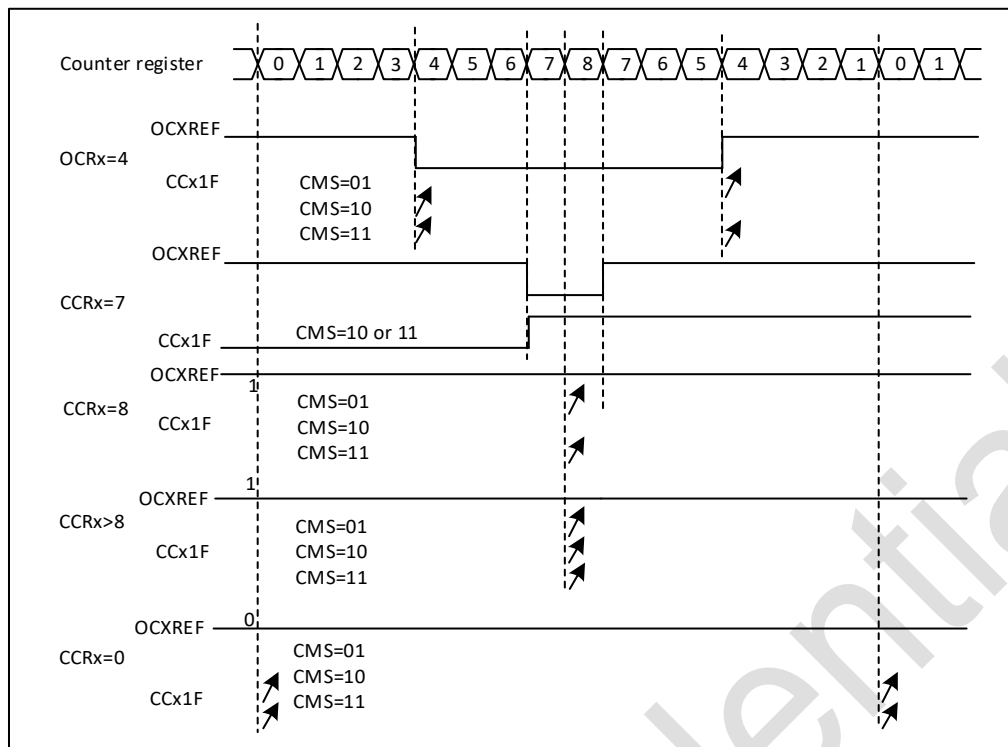 Counter register 0 1 2 3 4 5 6 7 8 7 6 5 4 3 2 1 0 1
OCXREF
OCRx=4
CCx1F
CMS=01
CMS=10
CMS=11
OCXREF
CCRx=7
CCx1F
CMS=10 or 11
OCXREF
1
CCRx=8
CCx1F
CMS=01
CMS=10
CMS=11
OCXREF
1
CCRx>8
CCx1F
CMS=01
CMS=10
CMS=11
OCXREF
0
CCRx=0
CCx1F
CMS=01
CMS=10
CMS=11